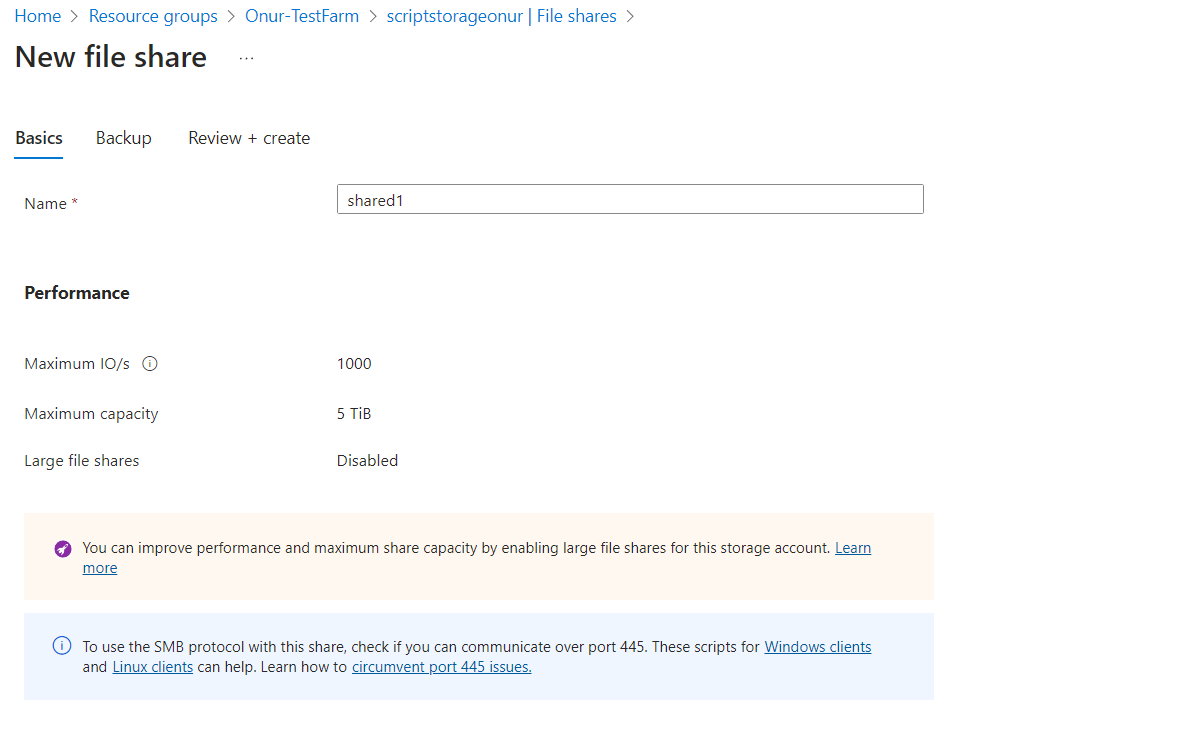 Home > Resource groups > Onur-TestFarm > scriptstorageonur | File shares >
New file share ...
Basics Backup Review + create
Name * shared1
Performance
Maximum IO/s 1000
Maximum capacity 5 TiB
Large file shares Disabled
You can improve performance and maximum share capacity by enabling large file shares for this storage account. Learn
more
To use the SMB protocol with this share, check if you can communicate over port 445. These scripts for Windows clients
and Linux clients can help. Learn how to circumvent port 445 issues.